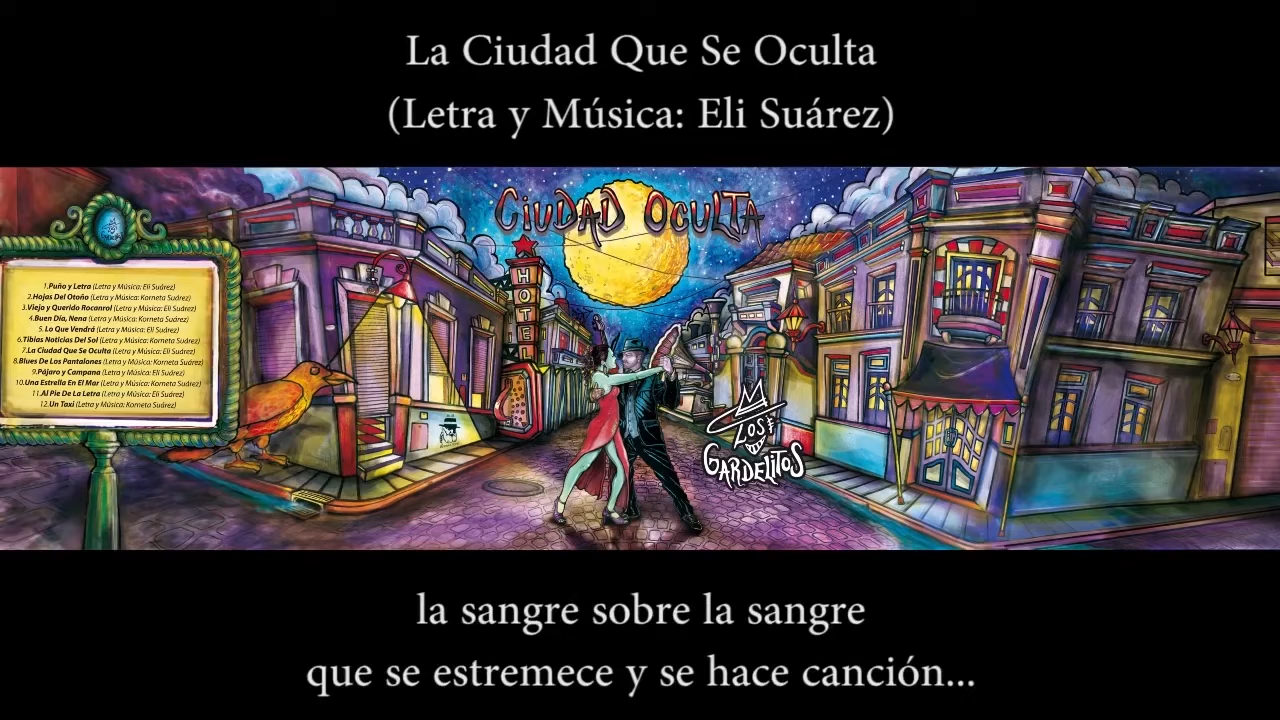 La Ciudad Que Se Oculta
(Letra y Música: Eli Suárez)
CIUDAD OCULTA
HOTEL
1.Puño y Letra (Letra y Música: Eli Suárez)
2.Hojas Del Otoño (Letra y Música: Korneta Suárez)
3.Viejo y Querido Rocanrol (Letra y Música: Eli Suárez)
4.Buen Día, Nena (Letra y Música: Korneta Suárez)
5. Lo Que Vendrá (Letra y Música: Eli Suárez)
6.Tibias Noticias Del Sol (Letra y Música: Korneta Suárez)
7.La Ciudad Que Se Oculta (Letra y Música: Eli Suárez)
8.Blues De Los Pantalones (Letra y Música: Korneta Suárez)
9.Pájaro y Campana (Letra y Música: Eli Suárez)
10.Una Estrella En El Mar (Letra y Música: Korneta Suárez)
11.Al Pie De La Letra (Letra y Música: Eli Suárez)
12.Un Taxi (Letra y Música: Korneta Suárez)
LOS
GARDELITOS
la sangre sobre la sangre
que se estremece y se hace canción...